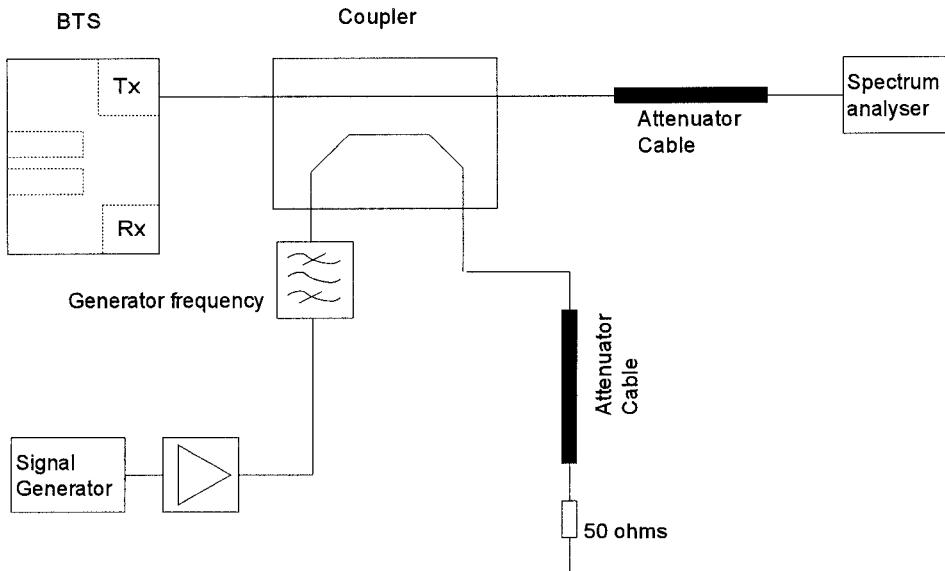 BTS
Coupler
Tx
Rx
Spectrum
analyser
Attenuator
Cable
Generator frequency
Attenuator
Cable
Signal
Generator
50 ohms